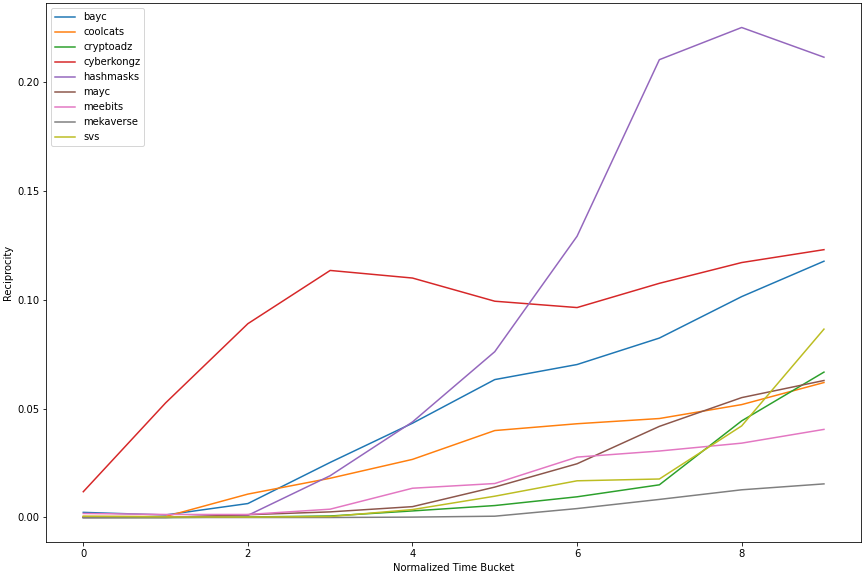 bayc
coolcats
cryptoadz
cyberkongz
hashmasks
mayc
meebits
mekaverse
svs
0.20
0.15
0.10
0.05
0.00
Reciprocity
0 2 4 6 8
Normalized Time Bucket